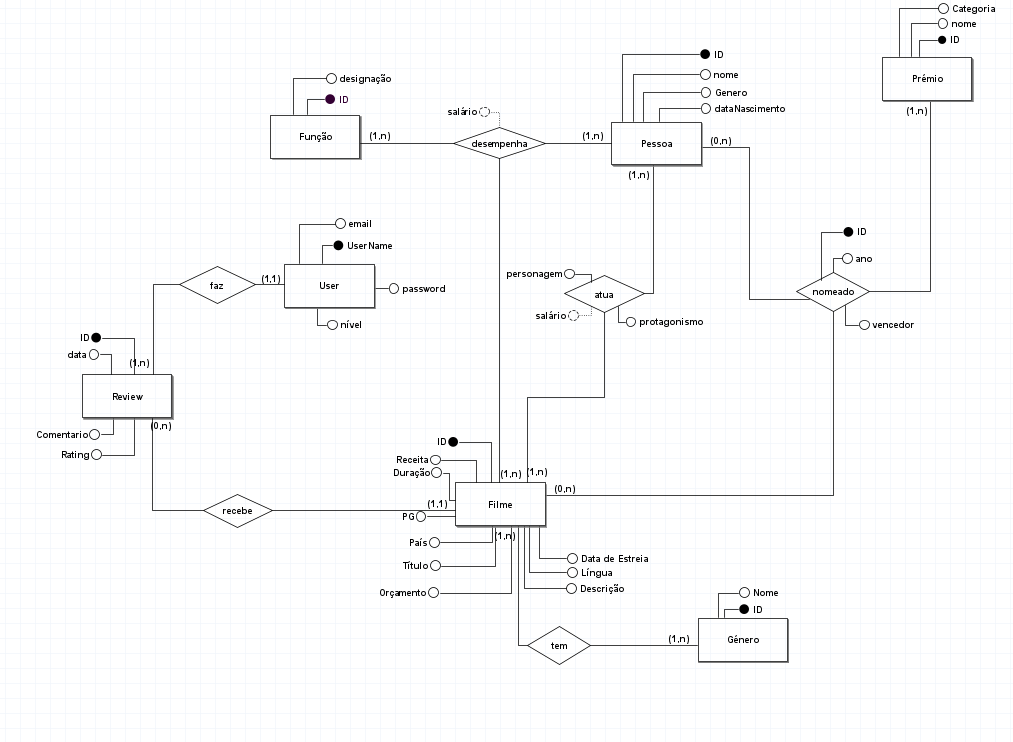 Categoria
nome
ID
Prémio
(1,n)
ID
nome
Genero
dataNascimento
Pessoa
(1,n)
(0,n)
(1,n)
designação
ID
Função
(1,n)
salário
desempenha
email
UserName
User
password
nível
(1,1)
faz
personagem
atua
salário
protagonismo
ID
ano
nomeado
vencedor
ID
data
(1,n)
Review
(0,n)
Comentario
Rating
recebe
ID
Receita
Duração
(1,n)
(1,n)
(0,n)
(1,1)
Filme
PG
(1,n)
País
Título
Orçamento
Data de Estreia
Língua
Descrição
Nome
ID
tem
(1,n)
Género